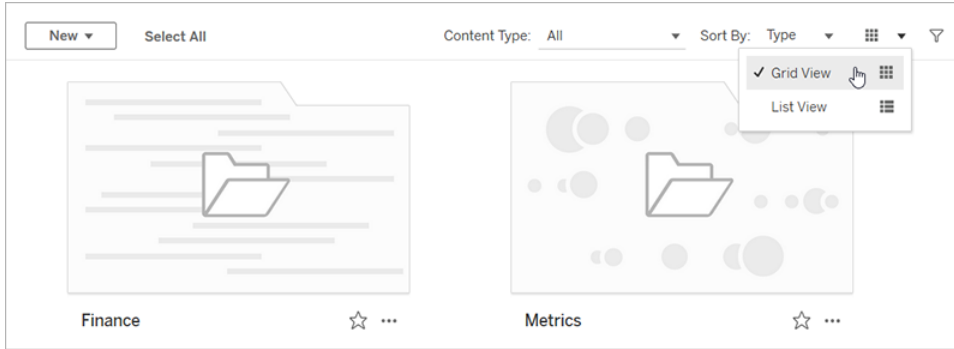 New Select All Content Type: All Sort By: Type
Grid View
List View
Finance Metrics